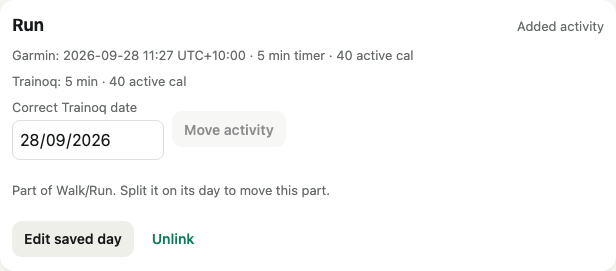 Run
Added activity
Garmin: 2026-09-28 11:27 UTC+10:00 · 5 min timer · 40 active cal
Trainoq: 5 min · 40 active cal
Correct Trainoq date
28/09/2026
Move activity
Part of Walk/Run. Split it on its day to move this part.
Edit saved day
Unlink